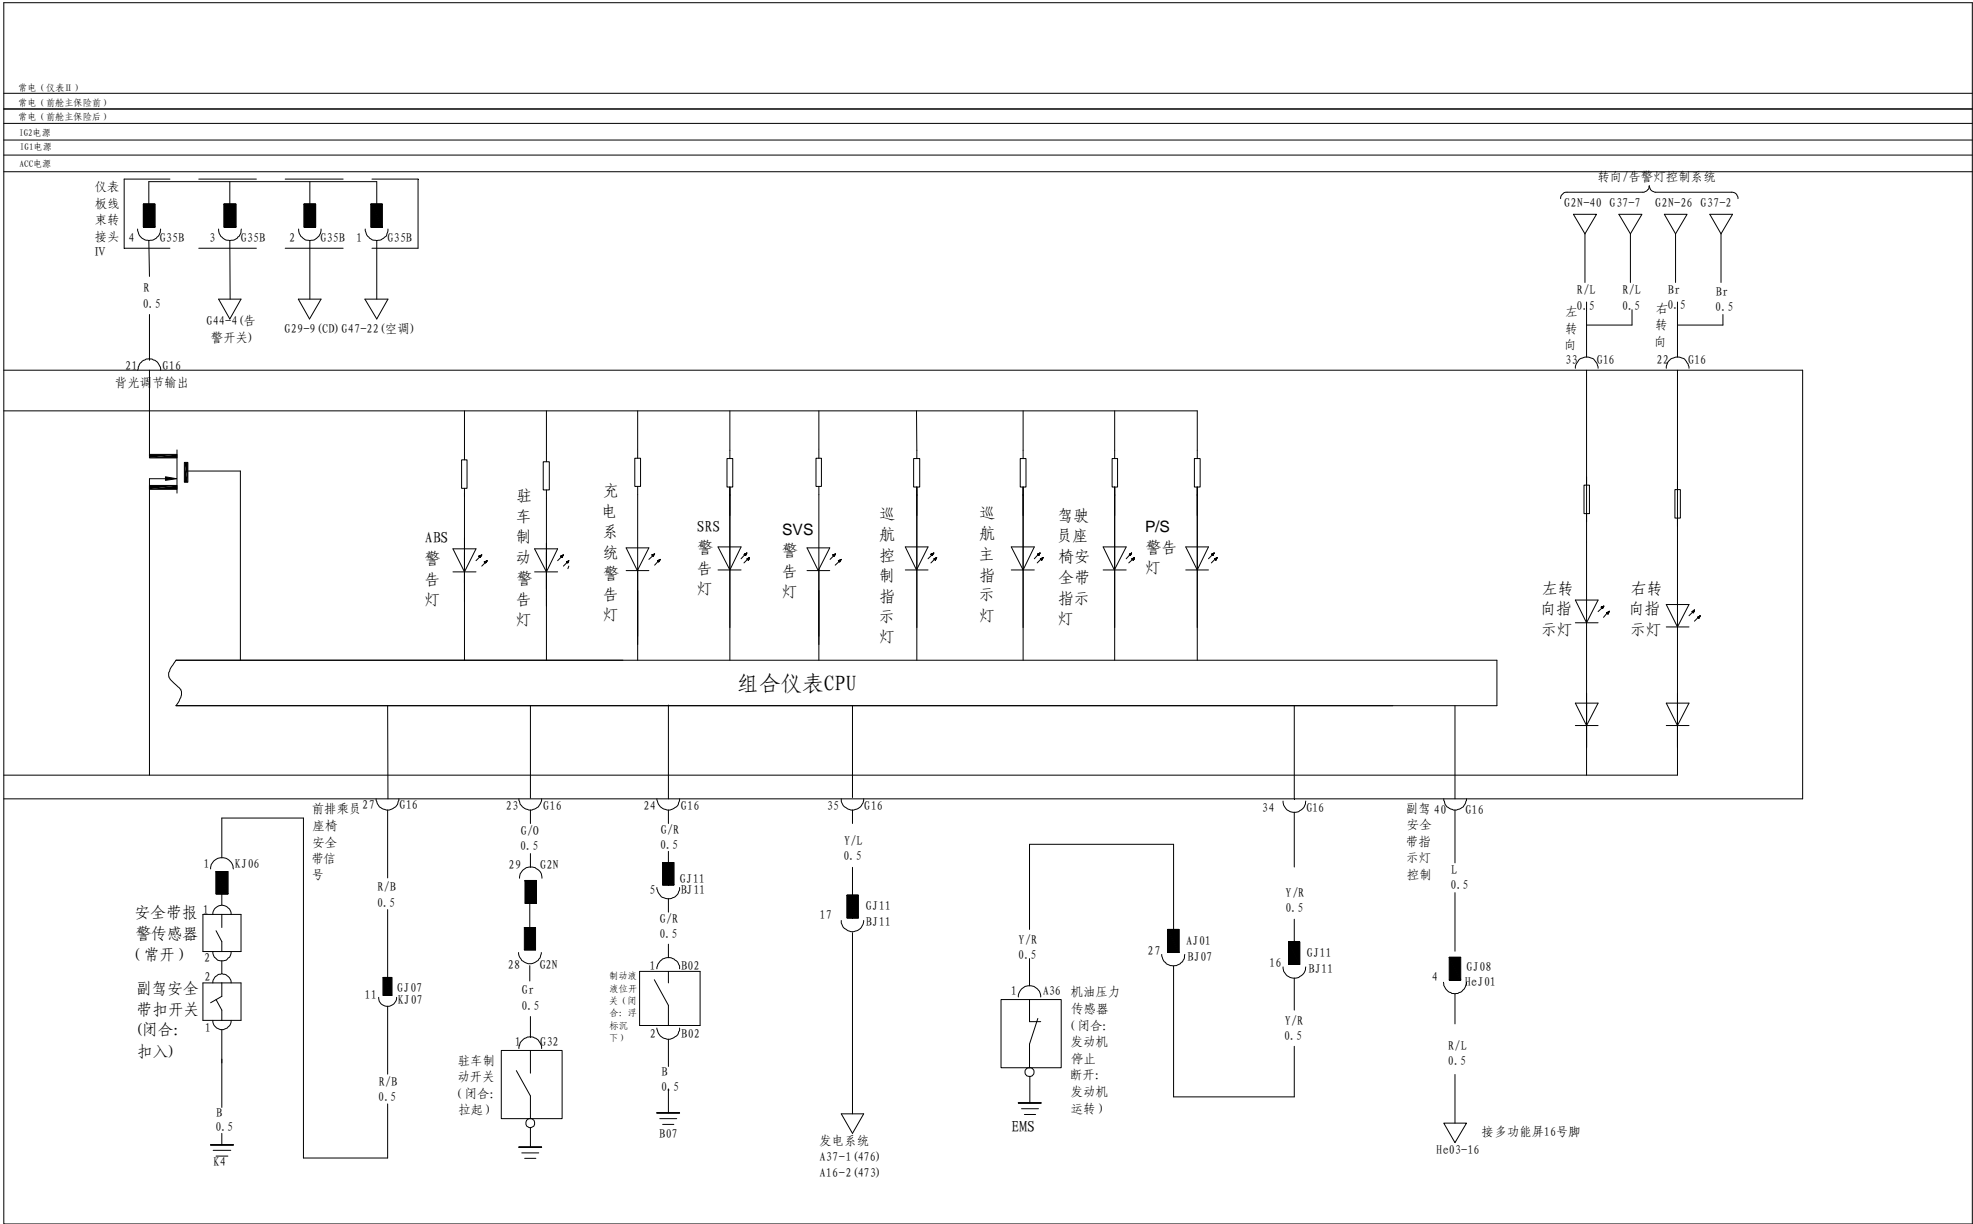 常电（仪表II）
常电（前舱主保险前）
常电（前舱主保险后）
IG2电源
IG1电源
ACC电源
仪表
板线
束转
接头
IV
4 G35B
3 G35B
2 G35B
1 G35B
R
0.5
G44-4(告
警开关)
G29-9(CD)
G47-22(空调)
21 G16
背光调节输出
转向/告警灯控制系统
G2N-40 G37-7 G2N-26 G37-2
R/L
0.5
R/L
0.5
Br
0.5
Br
0.5
左
转
向
右
转
向
33 G16
22 G16
ABS
警
告
灯
驻
车
制
动
警
告
灯
充
电
系
统
警
告
灯
SRS
警
告
灯
SVS
警
告
灯
巡
航
控
制
指
示
灯
巡
航
主
指
示
灯
驾驶
员座
椅安
全带
指示
灯
P/S
警告
灯
左转
向指
示灯
右转
向指
示灯
组合仪表CPU
前排乘员
座椅
安全
带信
号
27 G16
23 G16
24 G16
35 G16
34 G16
副驾
安全
带指
示灯
控制
40 G16
1 KJ06
安全带报
警传感器
(常开)
1
2
副驾安全
带扣开关
(闭合:
扣入)
2
1
B
0.5
K4
R/B
0.5
11 GJ07
KJ07
R/B
0.5
G/O
0.5
29 G2N
28 G2N
Gr
0.5
1 G32
驻车制
动开关
(闭合:
拉起)
G/R
0.5
5 GJ11
BJ11
G/R
0.5
1 B02
制动液
液位开
关（闭
合：浮
标沉
下）
2 B02
B
0.5
B07
Y/L
0.5
17 GJ11
BJ11
发电系统
A37-1(476)
A16-2(473)
Y/R
0.5
1 A36
机油压力
传感器
(闭合:
发动机
停止
断开:
发动机
运转)
EMS
27 AJ01
BJ07
Y/R
0.5
16 GJ11
BJ11
Y/R
0.5
L
0.5
4 GJ08
HeJ01
R/L
0.5
接多功能屏16号脚
He03-16